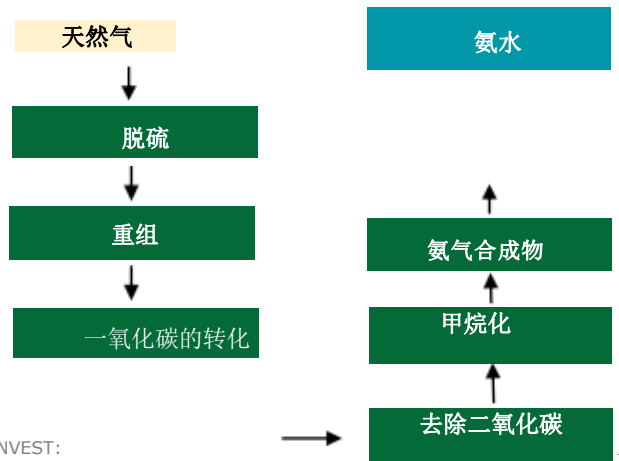 天然气
脱硫
重组
一氧化碳的转化
去除二氧化碳
甲烷化
氨气合成物
氨水
NVEST: